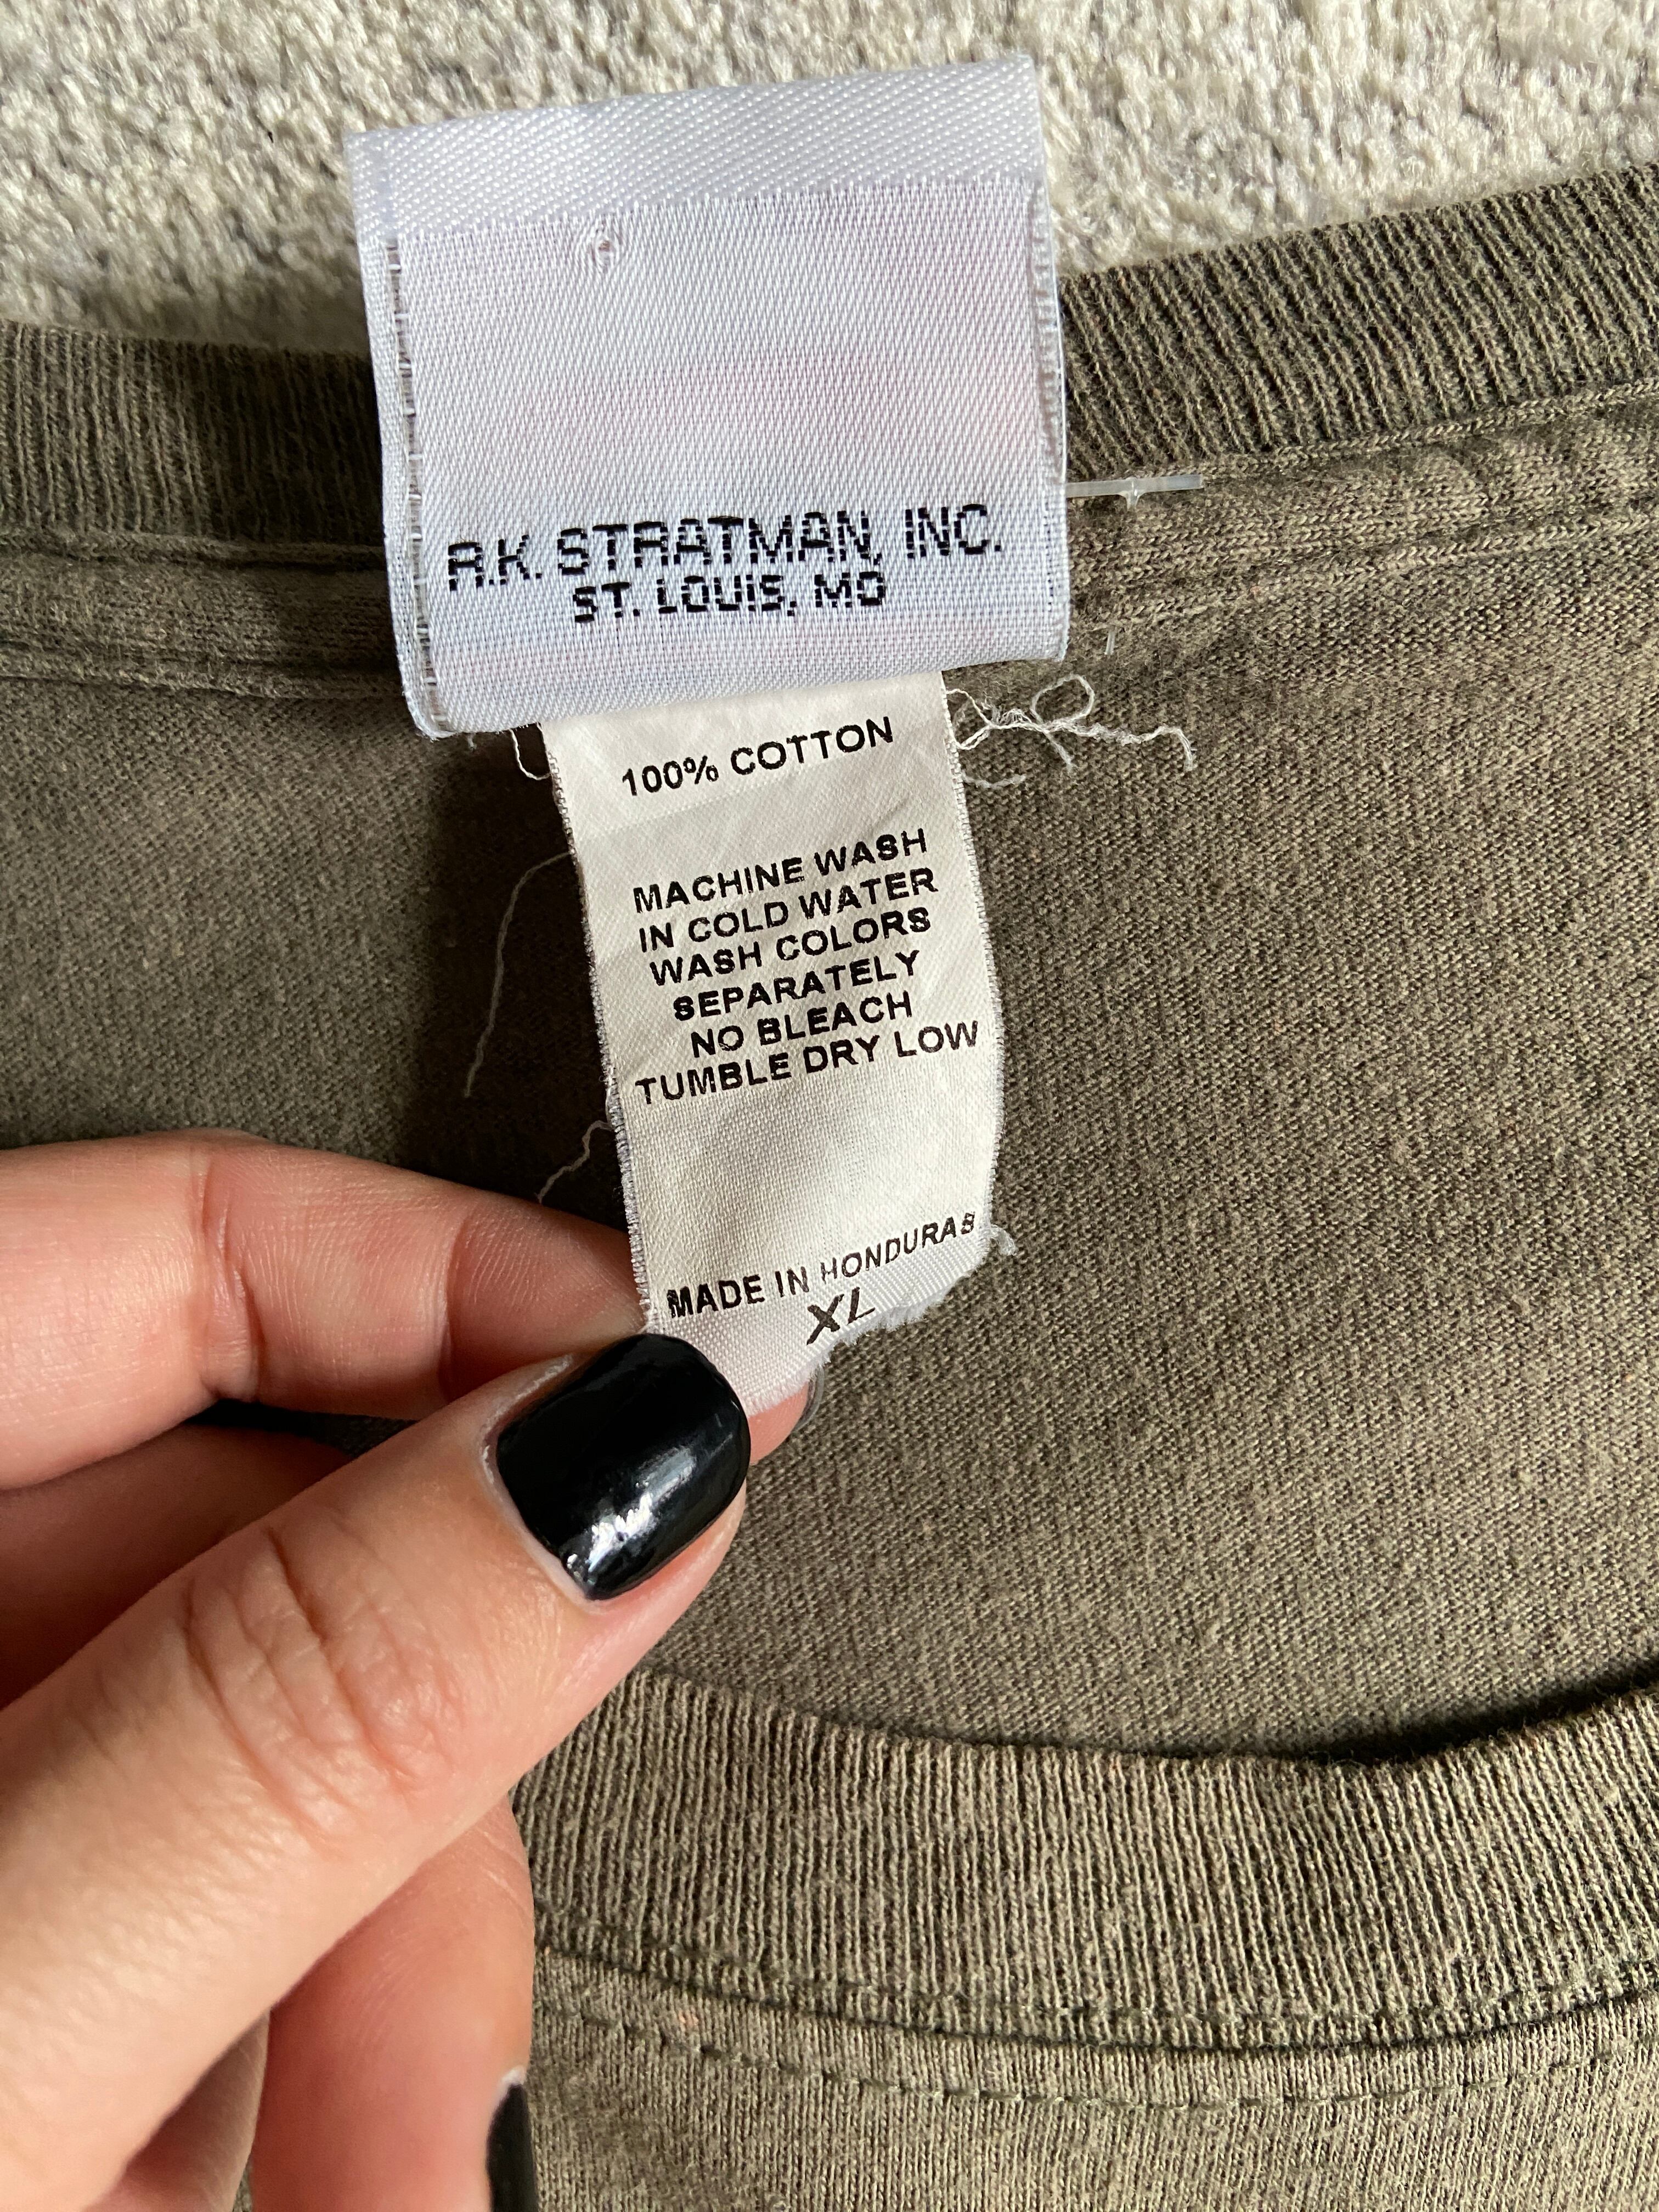 R.K. STRATMAN, INC.
ST. LOUIS, MO
100% COTTON
MACHINE WASH
IN COLD WATER
WASH COLORS
SEPARATELY
NO BLEACH
TUMBLE DRY LOW
MADE IN HONDURAS
XL